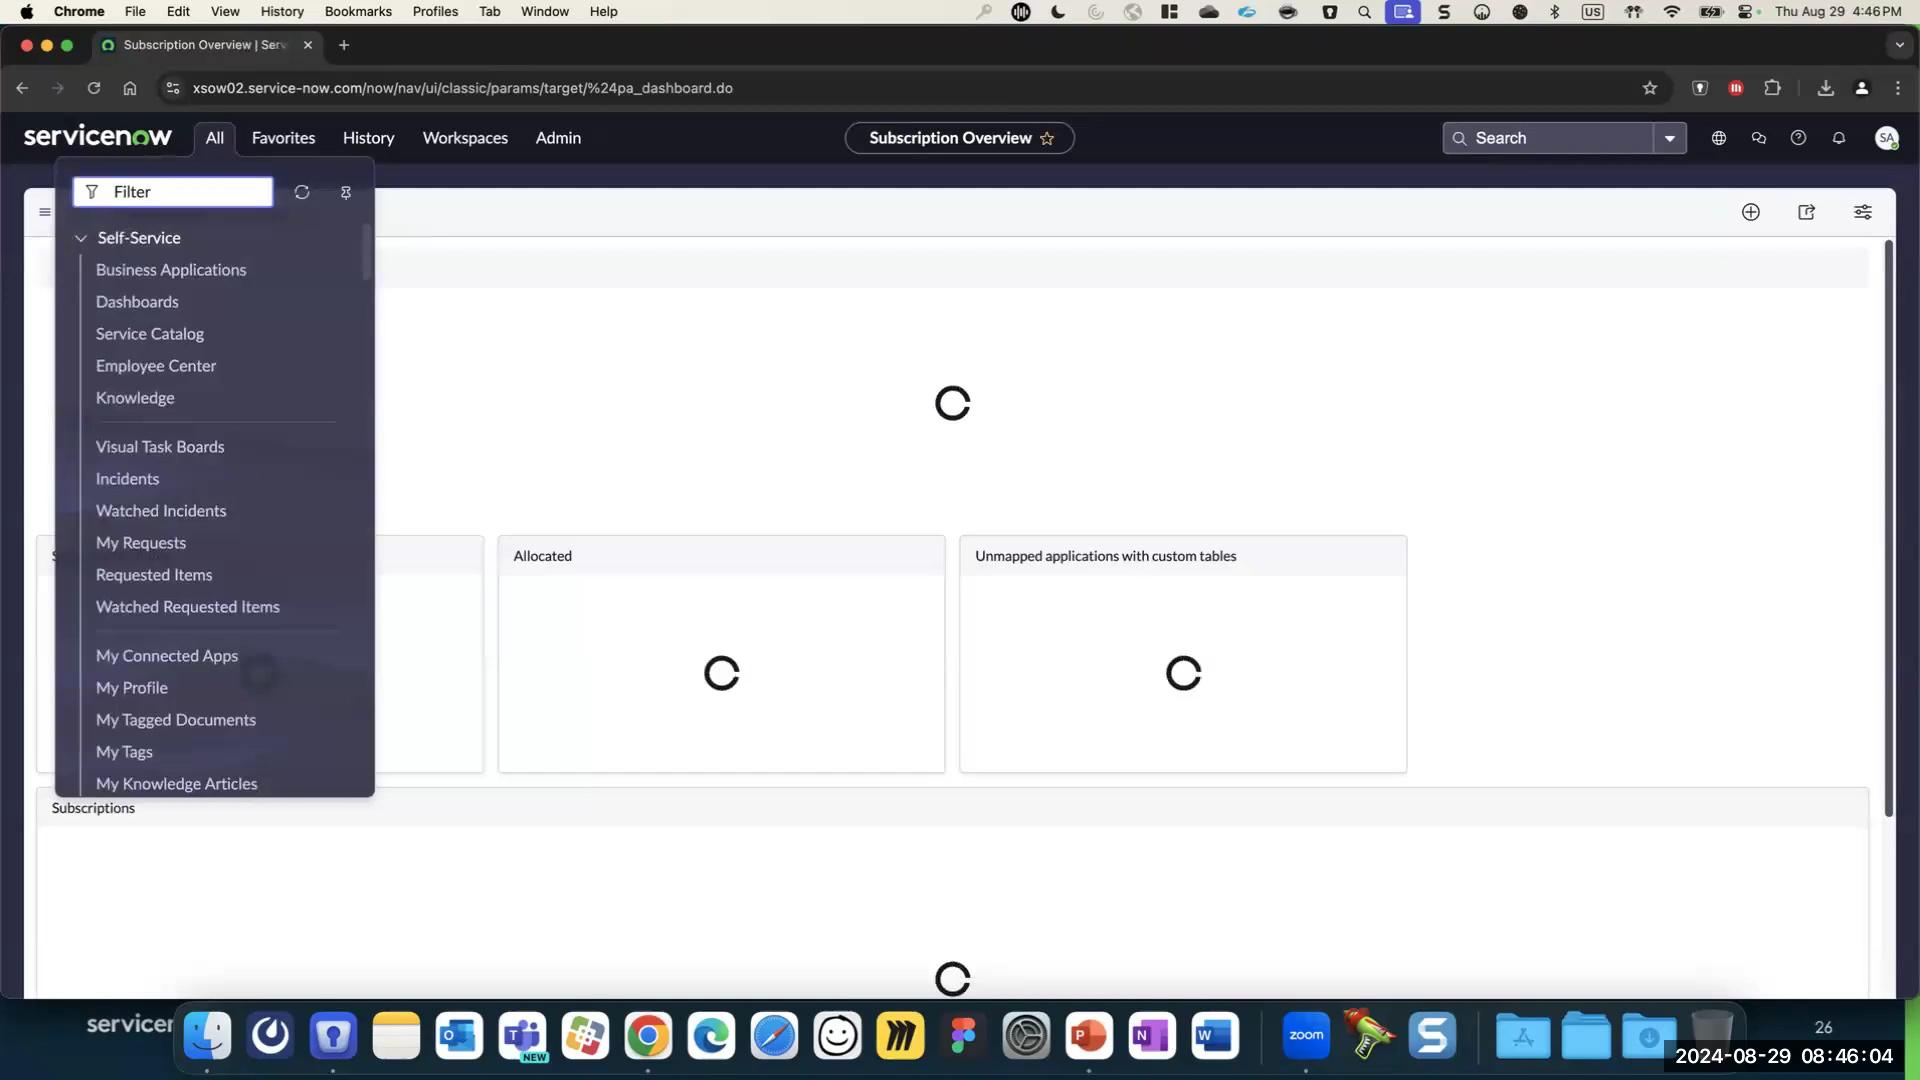 Chrome File Edit View History Bookmarks Profiles Tab Window Help US Thu Aug 29 4:46 PM
Subscription Overview | Serv
xsow02.service-now.com/now/nav/ui/classic/params/target/%24pa_dashboard.do
servicenow All Favorites History Workspaces Admin Subscription Overview Search SA
Filter
Self-Service
Business Applications
Dashboards
Service Catalog
Employee Center
Knowledge
Visual Task Boards
Incidents
Watched Incidents
My Requests
Requested Items
Watched Requested Items
My Connected Apps
My Profile
My Tagged Documents
My Tags
My Knowledge Articles
Allocated
Unmapped applications with custom tables
Subscriptions
servicen
NEW
zoom
26
2024-08-29 08:46:04